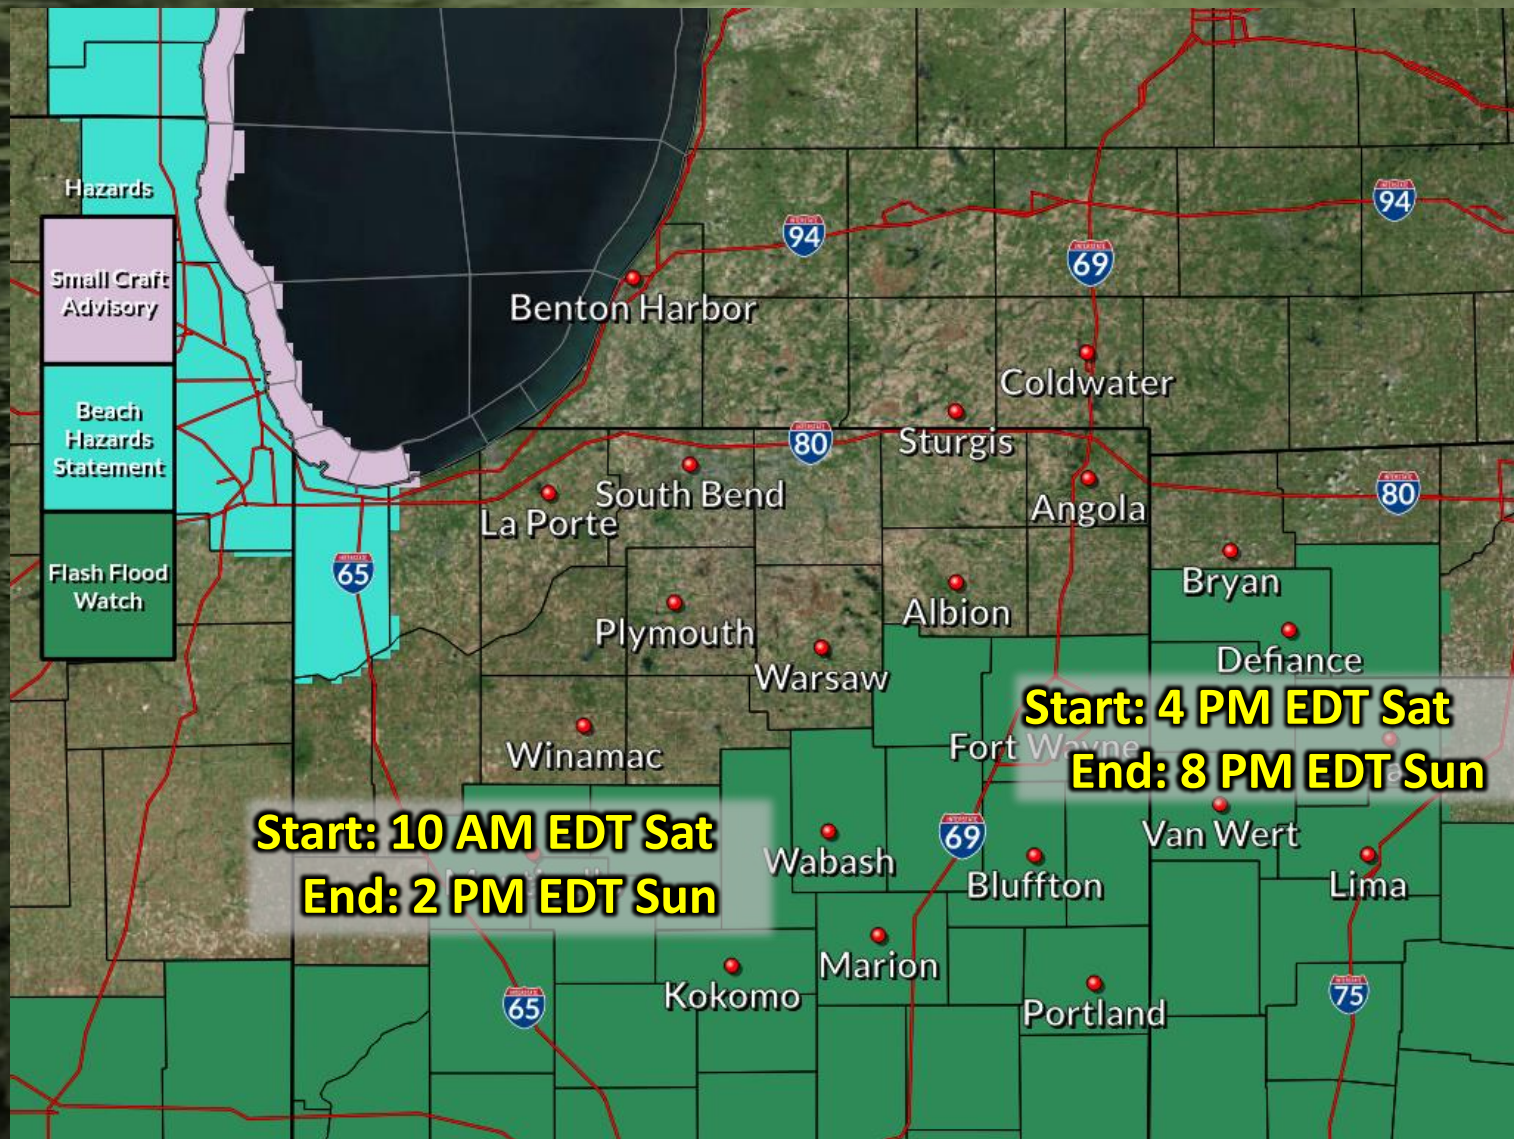 Hazards
Small Craft
Advisory
Beach
Hazards
Statement
Flash Flood
Watch
94
94
69
Benton Harbor
Coldwater
80
Sturgis
South Bend
La Porte
Angola
80
65
Bryan
Albion
Plymouth
Defiance
Warsaw
Start: 4 PM EDT Sat
Fort Wayne
End: 8 PM EDT Sun
Winamac
Start: 10 AM EDT Sat
End: 2 PM EDT Sun
Wabash
69
Van Wert
Bluffton
Lima
Marion
Kokomo
65
Portland
75